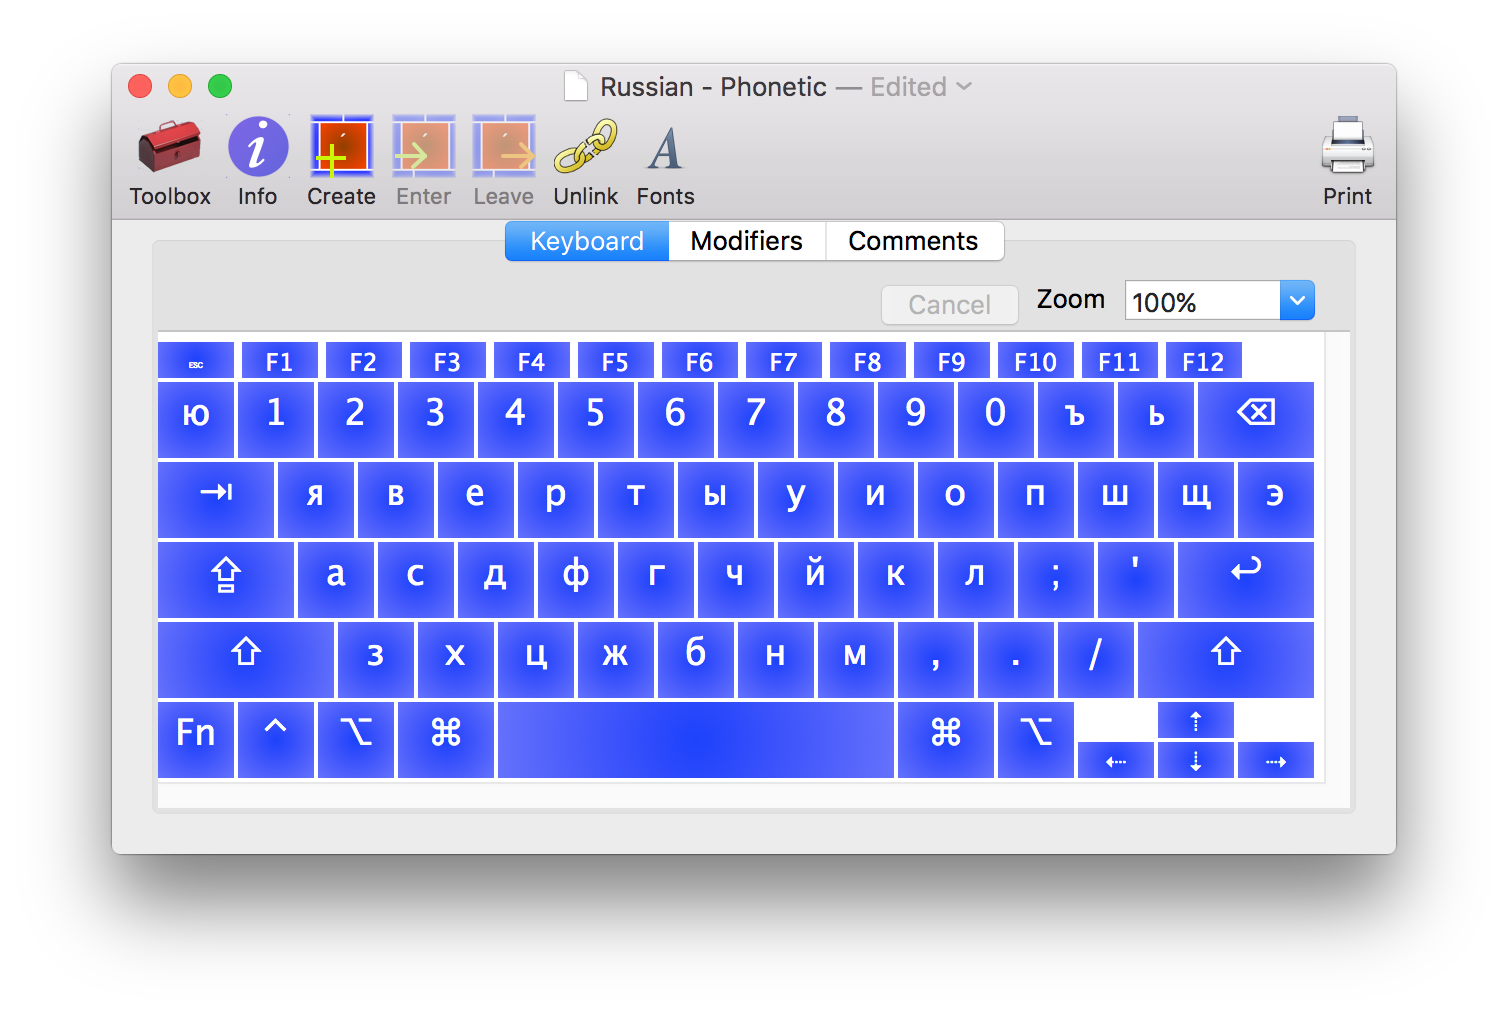 Russian - Phonetic — Edited
Toolbox Info Create Enter Leave Unlink Fonts Print
Keyboard Modifiers Comments
Cancel Zoom 100%
ESC F1 F2 F3 F4 F5 F6 F7 F8 F9 F10 F11 F12
ю 1 2 3 4 5 6 7 8 9 0 ъ ь ⌫
⇥ я в е р т ы у и о п ш щ э
⇪ а с д ф г ч й к л ; ' ↩
⇧ з х ц ж б н м , . / ⇧
Fn ^ ⌥ ⌘ ⌘ ⌥ ⇠ ⇡ ⇣ ⇢